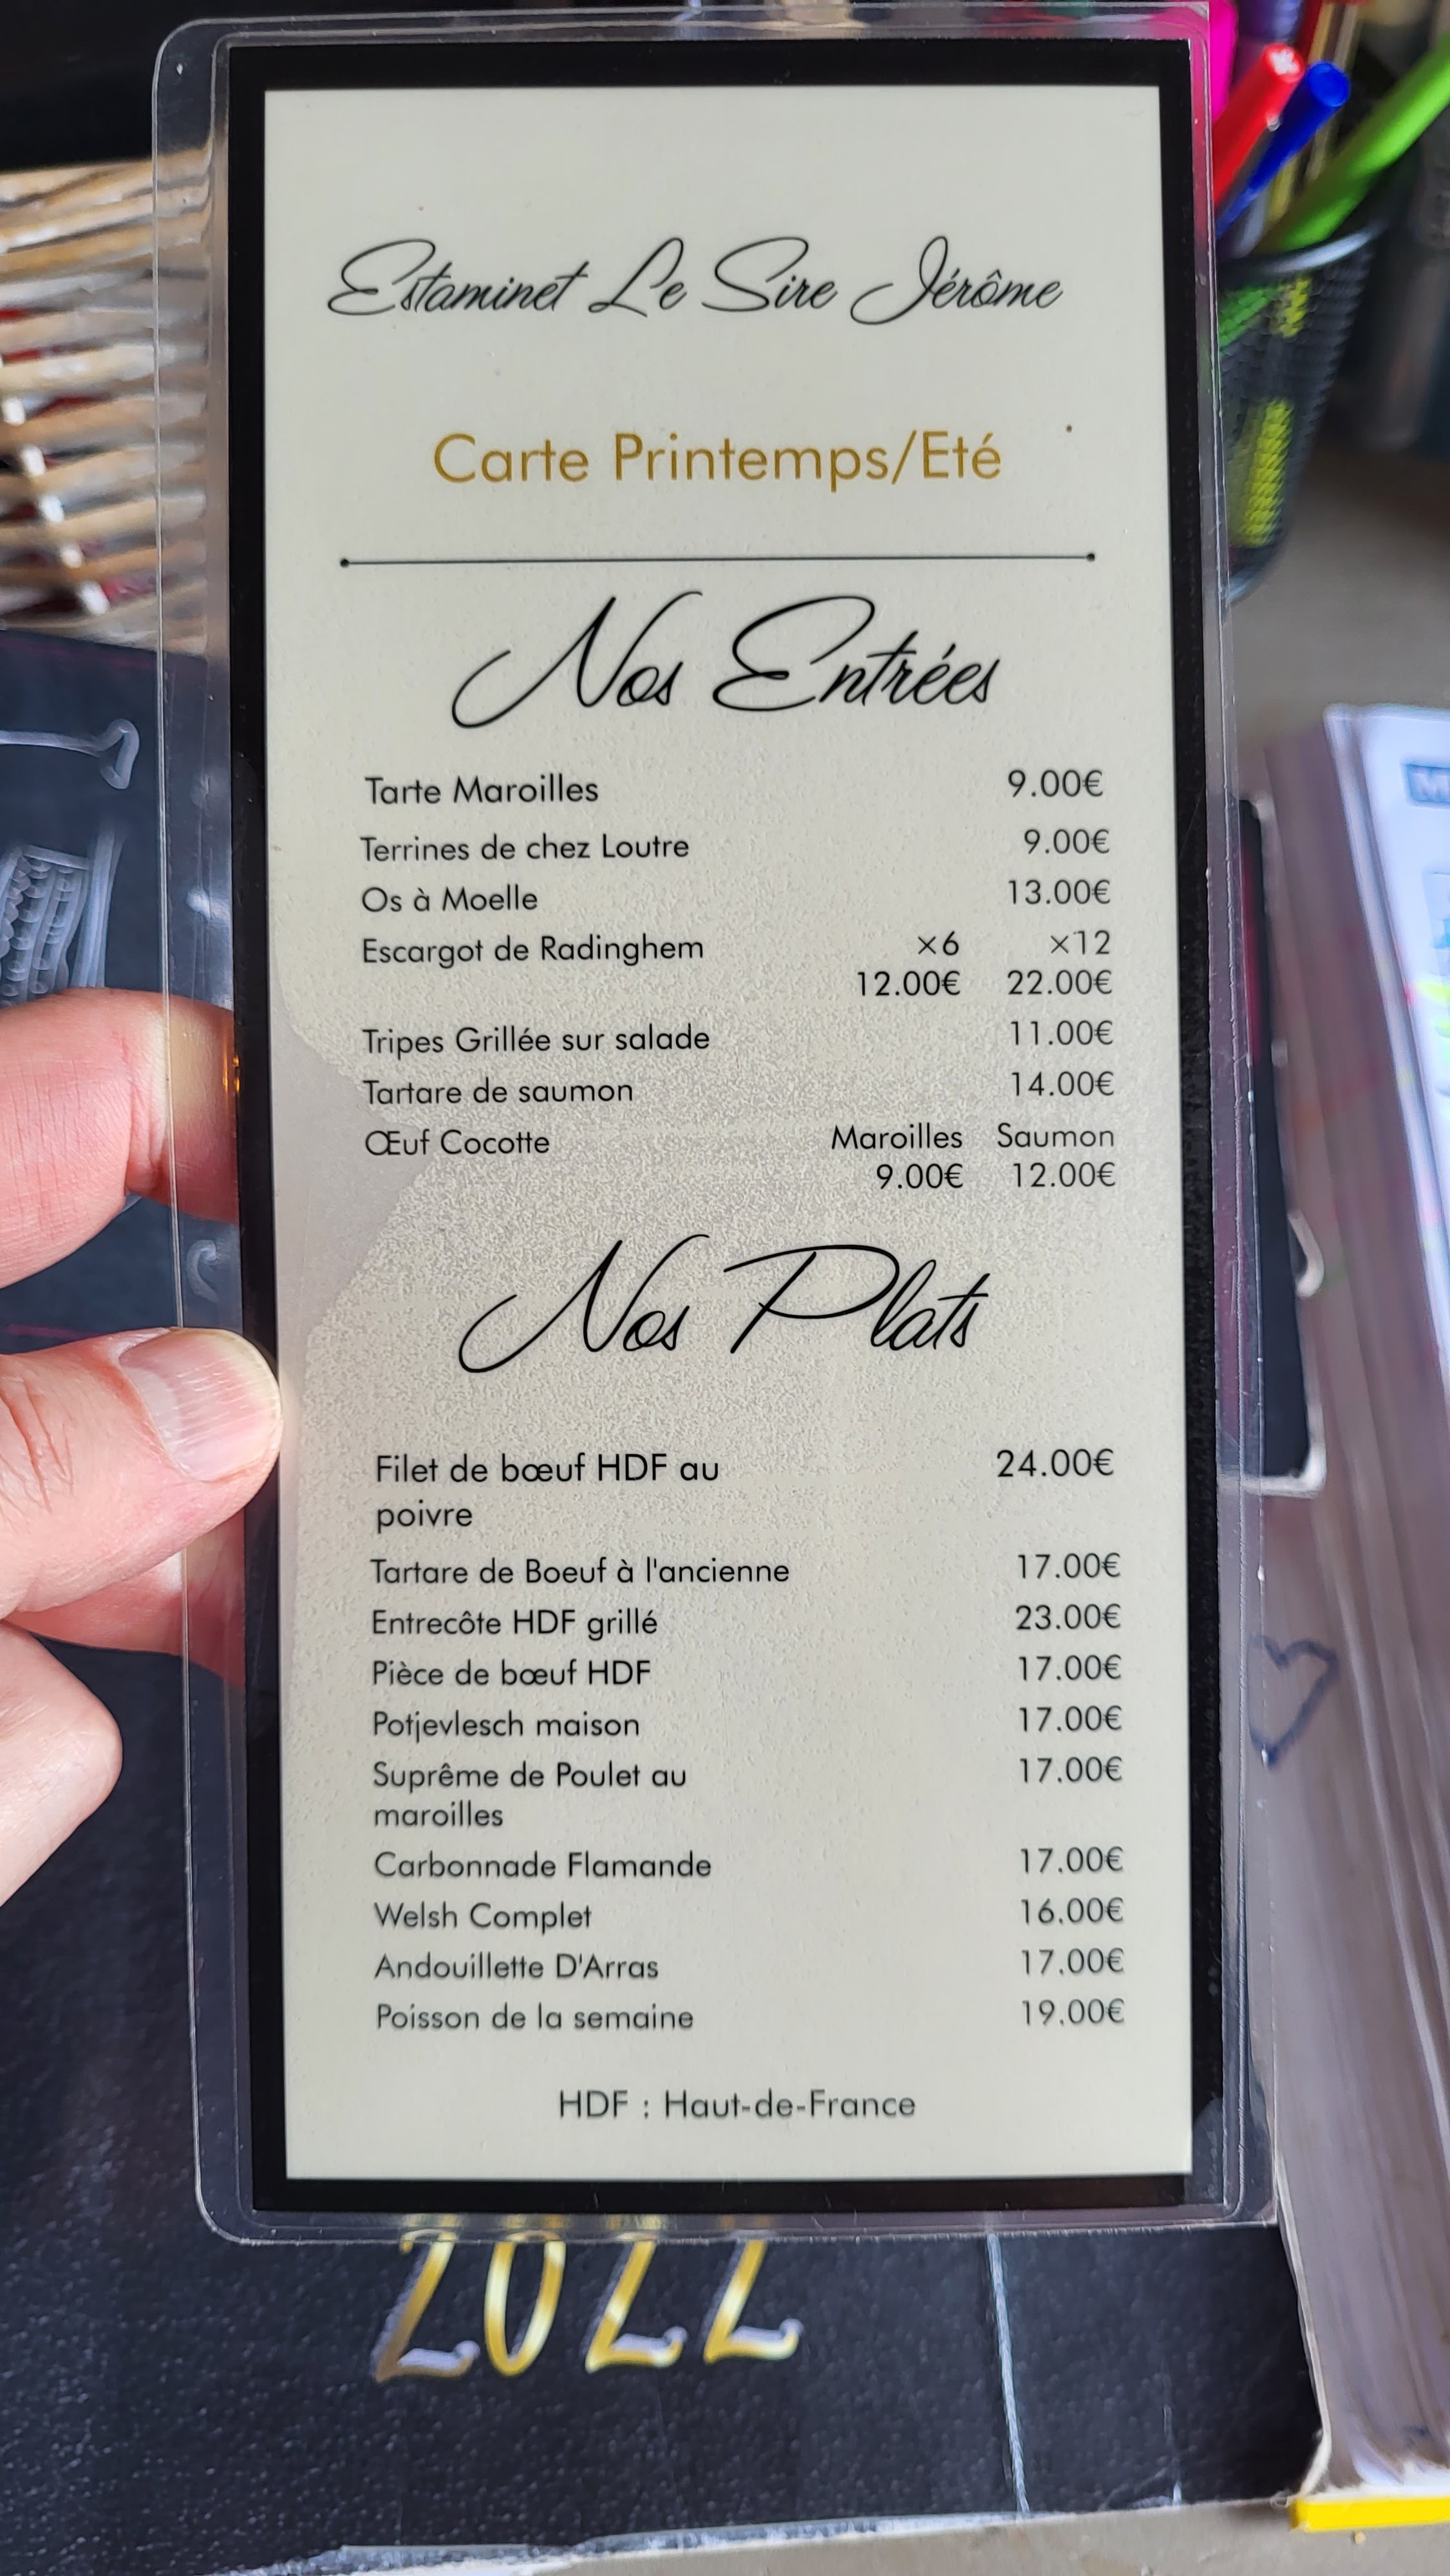 Estaminet Le Sire Jérôme
Carte Printemps/Eté
Nos Entrées
Tarte Maroilles 9.00€
Terrines de chez Loutre 9.00€
Os à Moelle 13.00€
Escargot de Radinghem ×6 ×12
12.00€ 22.00€
Tripes Grillée sur salade 11.00€
Tartare de saumon 14.00€
Œuf Cocotte Maroilles Saumon
9.00€ 12.00€
Nos Plats
Filet de bœuf HDF au 24.00€
poivre
Tartare de Boeuf à l'ancienne 17.00€
Entrecôte HDF grillé 23.00€
Pièce de bœuf HDF 17.00€
Potjevlesch maison 17.00€
Suprême de Poulet au 17.00€
maroilles
Carbonnade Flamande 17.00€
Welsh Complet 16.00€
Andouillette D'Arras 17.00€
Poisson de la semaine 19.00€
HDF : Haut-de-France
2022